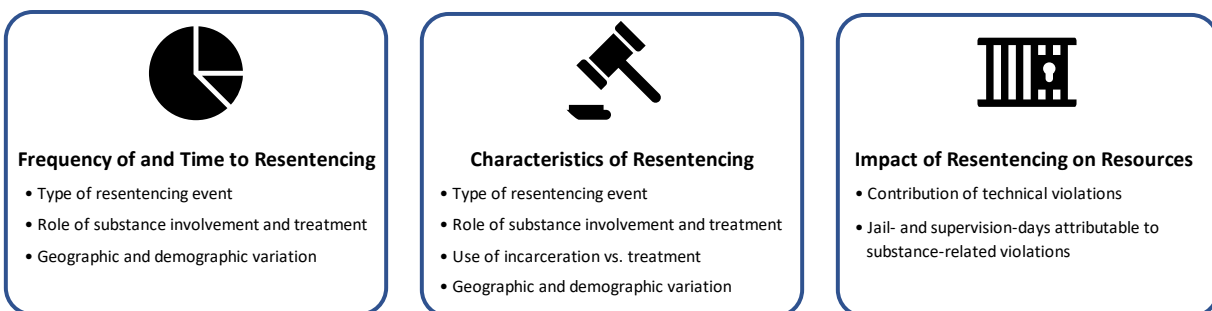 Frequency of and Time to Resentencing
• Type of resentencing event
• Role of substance involvement and treatment
• Geographic and demographic variation
Characteristics of Resentencing
• Type of resentencing event
• Role of substance involvement and treatment
• Use of incarceration vs. treatment
• Geographic and demographic variation
Impact of Resentencing on Resources
• Contribution of technical violations
• Jail- and supervision-days attributable to
substance-related violations